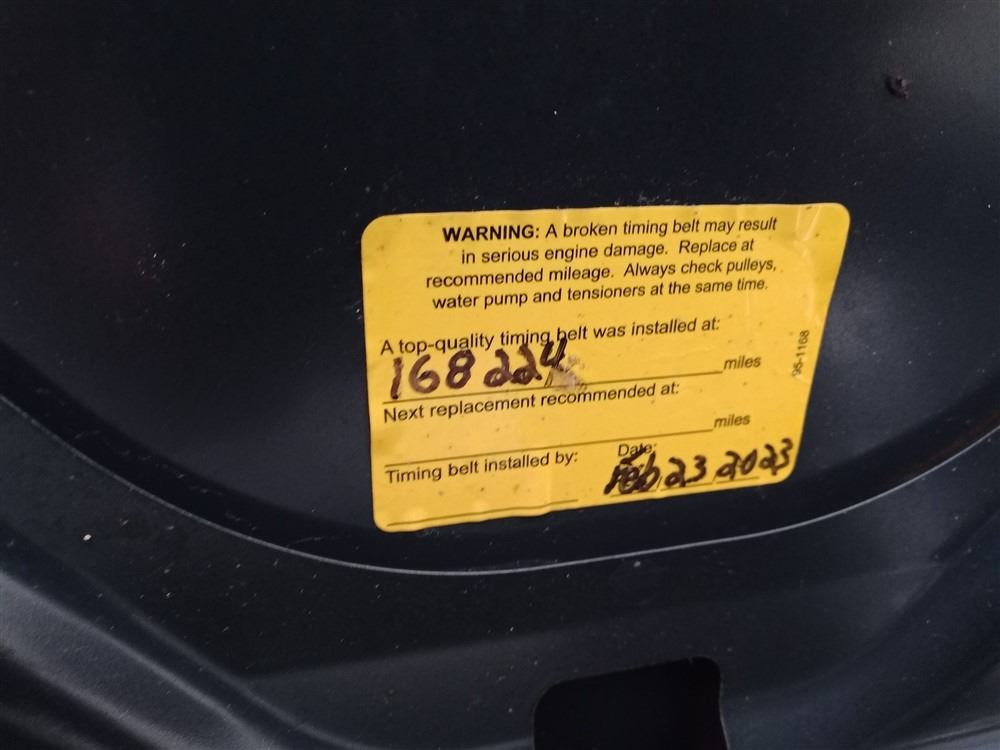 WARNING: A broken timing belt may result
in serious engine damage. Replace at
recommended mileage. Always check pulleys,
water pump and tensioners at the same time.
A top-quality timing belt was installed at:
168224 miles
Next replacement recommended at:
miles
Timing belt installed by: Date:
Feb 23 2023
95-1168